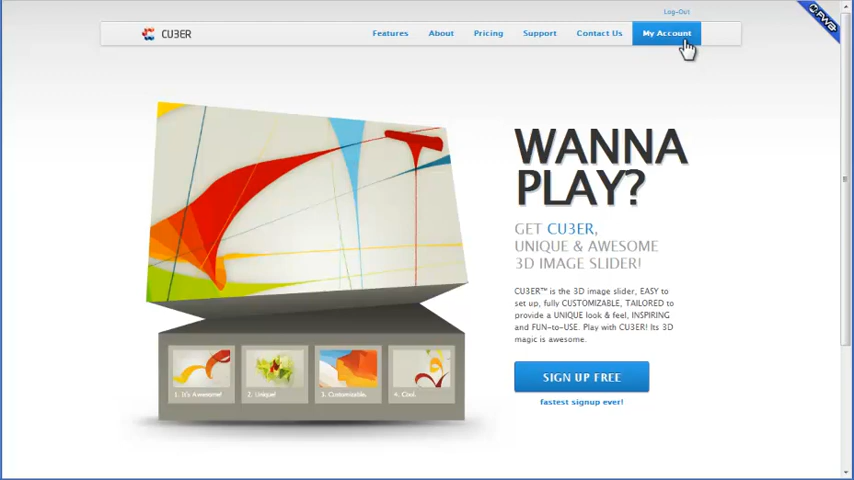 Log-Out
CU3ER
Features
About
Pricing
Support
Contact Us
My Account
FWA
WANNA
PLAY?
GET CU3ER,
UNIQUE & AWESOME
3D IMAGE SLIDER!
CU3ER™ is the 3D image slider, EASY to
set up, fully CUSTOMIZABLE, TAILORED to
provide a UNIQUE look & feel, INSPIRING
and FUN-to-USE. Play with CU3ER! Its 3D
magic is awesome.
SIGN UP FREE
fastest signup ever!
1. It's Awesome!
2. Unique!
3. Customizable.
4. Cool.